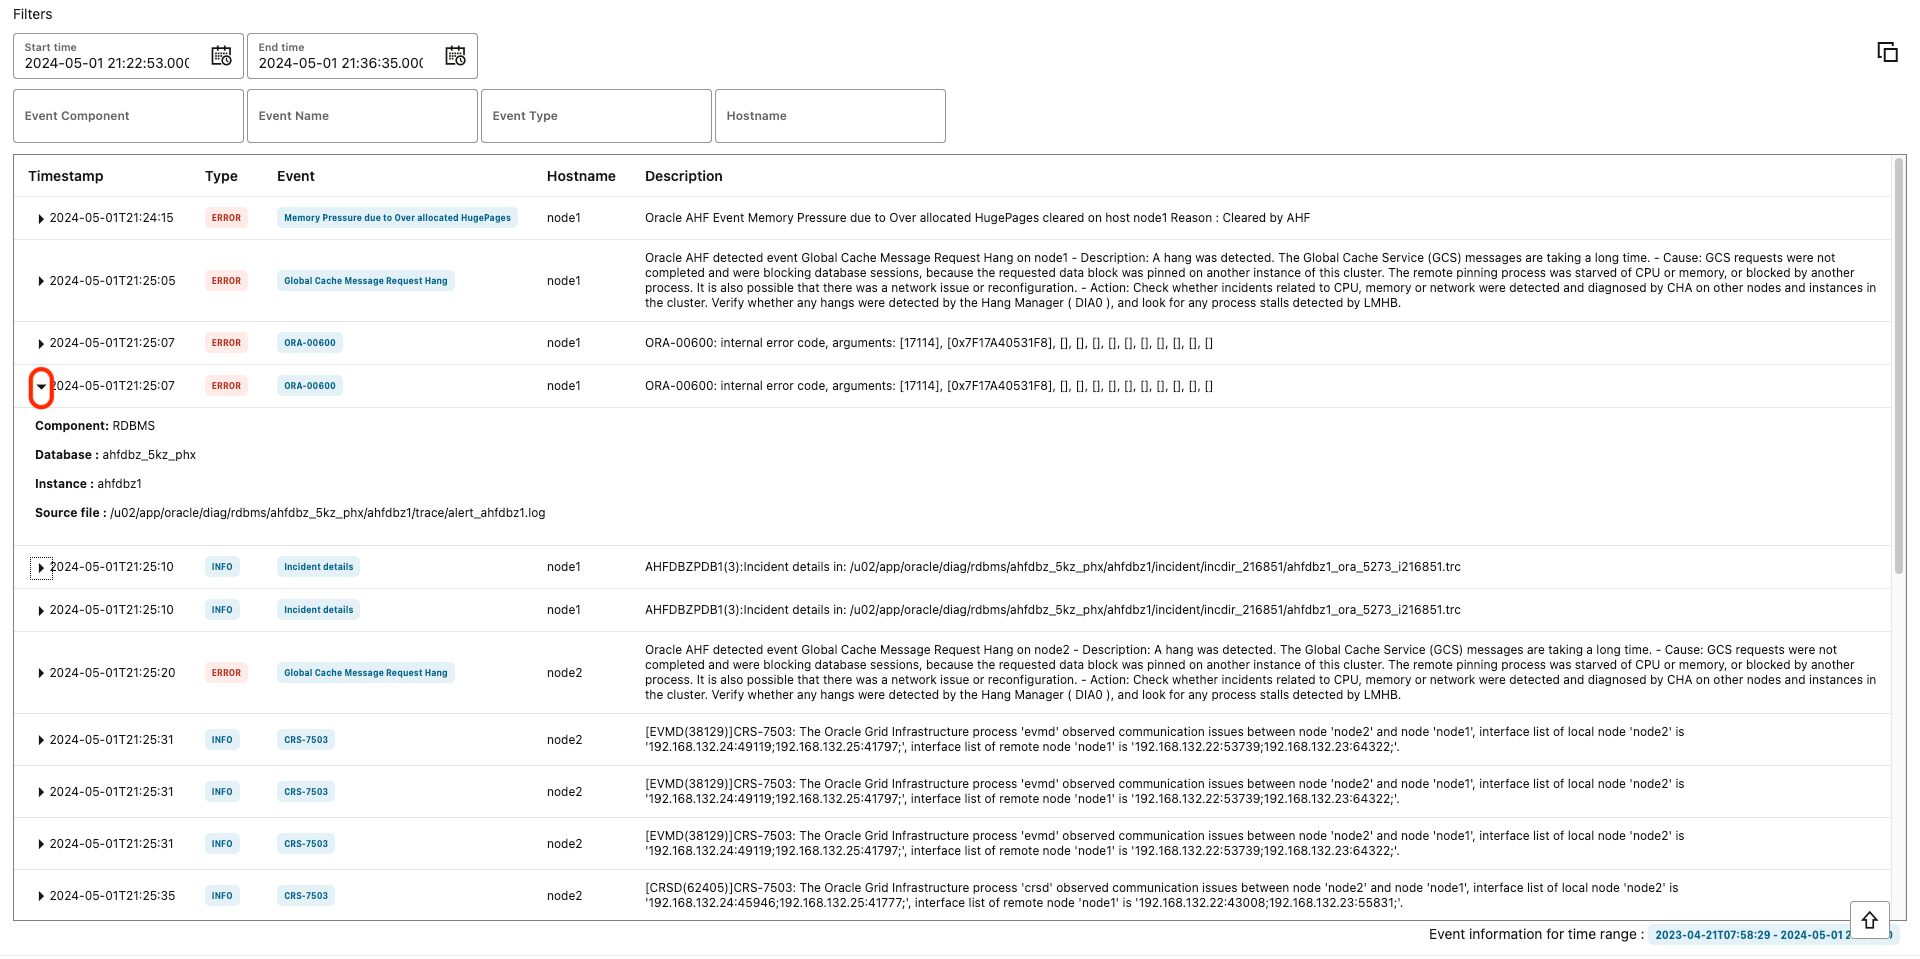 Filters
Start time
2024-05-01 21:22:53.00
End time
2024-05-01 21:36:35.00
Event Component
Event Name
Event Type
Hostname
Timestamp Type Event Hostname Description
2024-05-01T21:24:15 ERROR Memory Pressure due to Over allocated HugePages node1 Oracle AHF Event Memory Pressure due to Over allocated HugePages cleared on host node1 Reason : Cleared by AHF
2024-05-01T21:25:05 ERROR Global Cache Message Request Hang node1 Oracle AHF detected event Global Cache Message Request Hang on node1 - Description: A hang was detected. The Global Cache Service (GCS) messages are taking a long time. - Cause: GCS requests were not
completed and were blocking database sessions, because the requested data block was pinned on another instance of this cluster. The remote pinning process was starved of CPU or memory, or blocked by another
process. It is also possible that there was a network issue or reconfiguration. - Action: Check whether incidents related to CPU, memory or network were detected and diagnosed by CHA on other nodes and instances in
the cluster. Verify whether any hangs were detected by the Hang Manager ( DIA0 ), and look for any process stalls detected by LMHB.
2024-05-01T21:25:07 ERROR ORA-00600 node1 ORA-00600: internal error code, arguments: [17114], [0x7F17A40531F8], [], [], [], [], [], [], [], [], [], []
2024-05-01T21:25:07 ERROR ORA-00600 node1 ORA-00600: internal error code, arguments: [17114], [0x7F17A40531F8], [], [], [], [], [], [], [], [], [], []
Component: RDBMS
Database : ahfdbz_5kz_phx
Instance : ahfdbz1
Source file : /u02/app/oracle/diag/rdbms/ahfdbz_5kz_phx/ahfdbz1/trace/alert_ahfdbz1.log
2024-05-01T21:25:10 INFO Incident details node1 AHFDBZPDB1(3):Incident details in: /u02/app/oracle/diag/rdbms/ahfdbz_5kz_phx/ahfdbz1/incident/incdir_216851/ahfdbz1_ora_5273_i216851.trc
2024-05-01T21:25:10 INFO Incident details node1 AHFDBZPDB1(3):Incident details in: /u02/app/oracle/diag/rdbms/ahfdbz_5kz_phx/ahfdbz1/incident/incdir_216851/ahfdbz1_ora_5273_i216851.trc
2024-05-01T21:25:20 ERROR Global Cache Message Request Hang node2 Oracle AHF detected event Global Cache Message Request Hang on node2 - Description: A hang was detected. The Global Cache Service (GCS) messages are taking a long time. - Cause: GCS requests were not
completed and were blocking database sessions, because the requested data block was pinned on another instance of this cluster. The remote pinning process was starved of CPU or memory, or blocked by another
process. It is also possible that there was a network issue or reconfiguration. - Action: Check whether incidents related to CPU, memory or network were detected and diagnosed by CHA on other nodes and instances in
the cluster. Verify whether any hangs were detected by the Hang Manager ( DIA0 ), and look for any process stalls detected by LMHB.
2024-05-01T21:25:31 INFO CRS-7503 node2 [EVMD(38129)]CRS-7503: The Oracle Grid Infrastructure process 'evmd' observed communication issues between node 'node2' and node 'node1', interface list of local node 'node2' is
'192.168.132.24:49119;192.168.132.25:41797;', interface list of remote node 'node1' is '192.168.132.22:53739;192.168.132.23:64322;'.
2024-05-01T21:25:31 INFO CRS-7503 node2 [EVMD(38129)]CRS-7503: The Oracle Grid Infrastructure process 'evmd' observed communication issues between node 'node2' and node 'node1', interface list of local node 'node2' is
'192.168.132.24:49119;192.168.132.25:41797;', interface list of remote node 'node1' is '192.168.132.22:53739;192.168.132.23:64322;'.
2024-05-01T21:25:31 INFO CRS-7503 node2 [EVMD(38129)]CRS-7503: The Oracle Grid Infrastructure process 'evmd' observed communication issues between node 'node2' and node 'node1', interface list of local node 'node2' is
'192.168.132.24:49119;192.168.132.25:41797;', interface list of remote node 'node1' is '192.168.132.22:53739;192.168.132.23:64322;'.
2024-05-01T21:25:35 INFO CRS-7503 node2 [CRSD(62405)]CRS-7503: The Oracle Grid Infrastructure process 'crsd' observed communication issues between node 'node2' and node 'node1', interface list of local node 'node2' is
'192.168.132.24:45946;192.168.132.25:41777;', interface list of remote node 'node1' is '192.168.132.22:43008;192.168.132.23:55831;'.
Event information for time range : 2023-04-21T07:58:29 - 2024-05-01